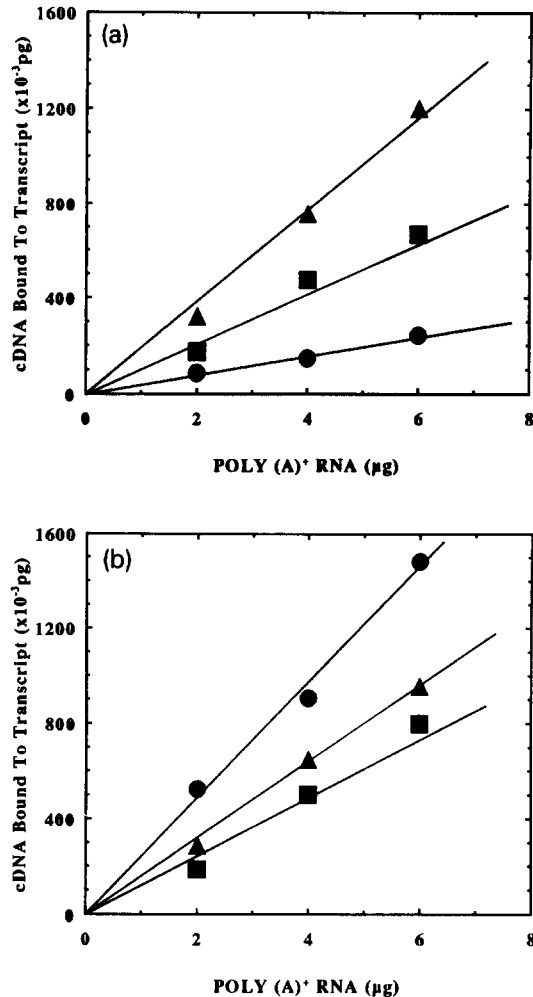 (a)
cDNA Bound To Transcript (x10⁻³pg)
1600
1200
800
400
0
0 2 4 6 8
POLY (A)⁺ RNA (µg)
(b)
cDNA Bound To Transcript (x10⁻³pg)
1600
1200
800
400
0
0 2 4 6 8
POLY (A)⁺ RNA (µg)